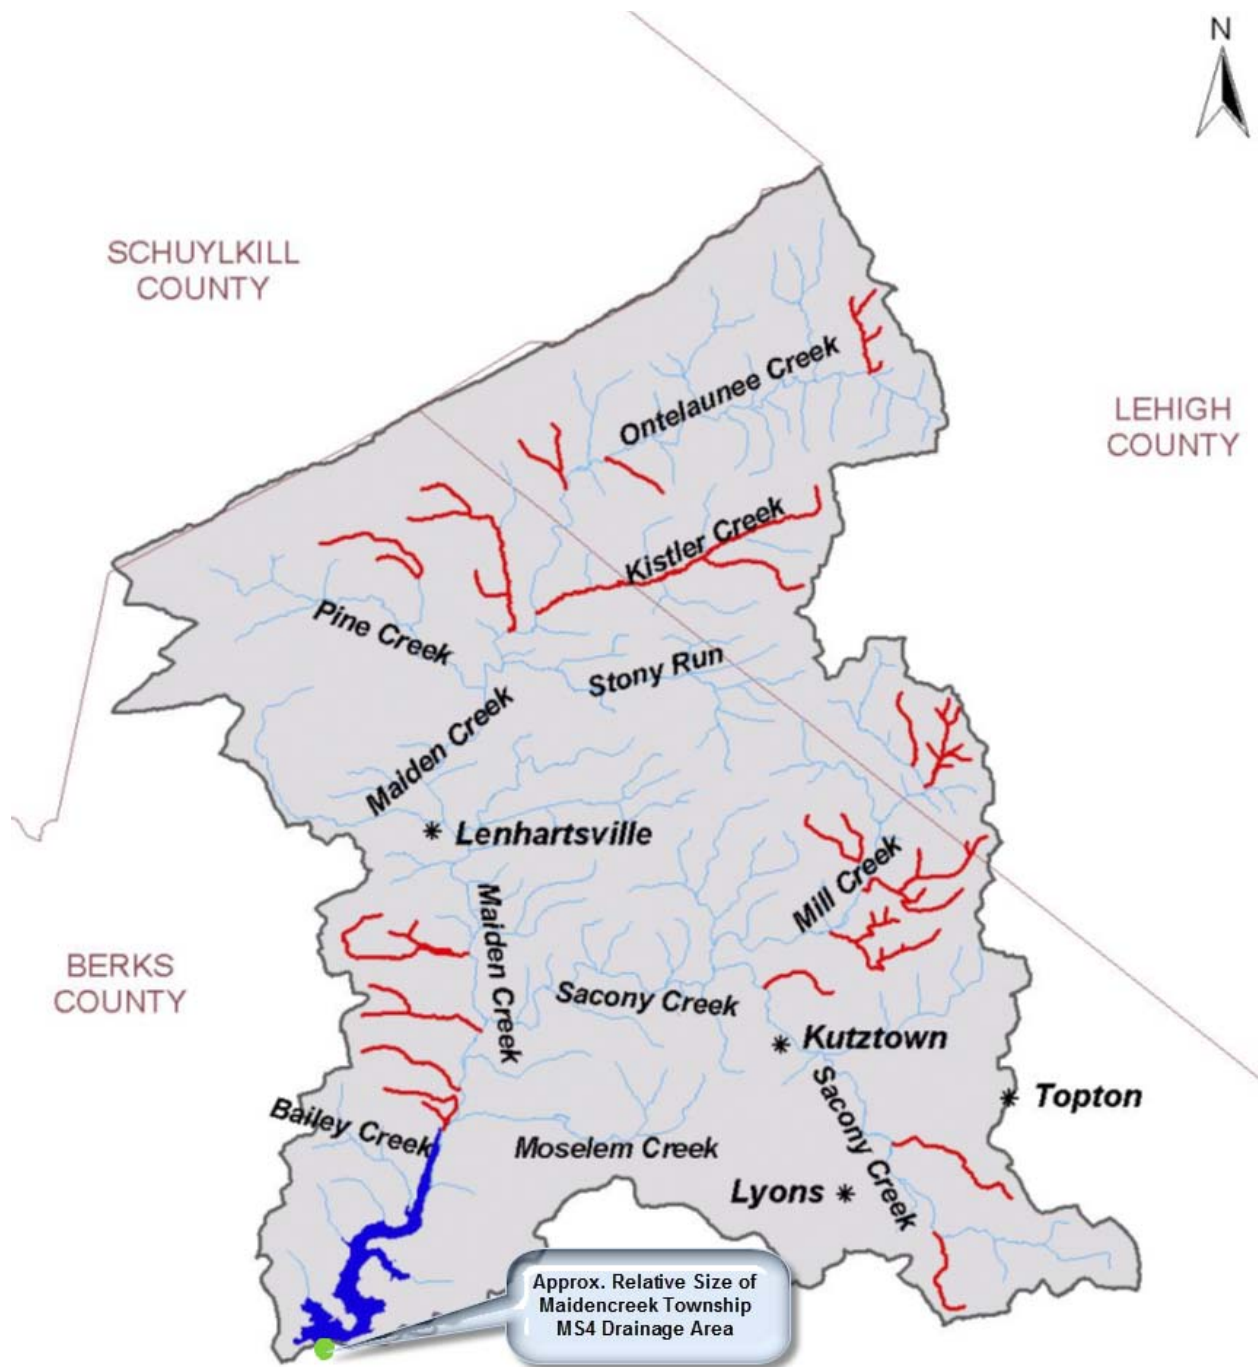 N
SCHUYLKILL
COUNTY
LEHIGH
COUNTY
Ontelaunee Creek
Kistler Creek
Pine Creek
Stony Run
Maiden Creek
Lenhartsville
Mill Creek
Maiden Creek
BERKS
COUNTY
Sacony Creek
Kutztown
Topton
Sacony Creek
Bailey Creek
Moselem Creek
Lyons
Approx. Relative Size of
Maidencreek Township
MS4 Drainage Area